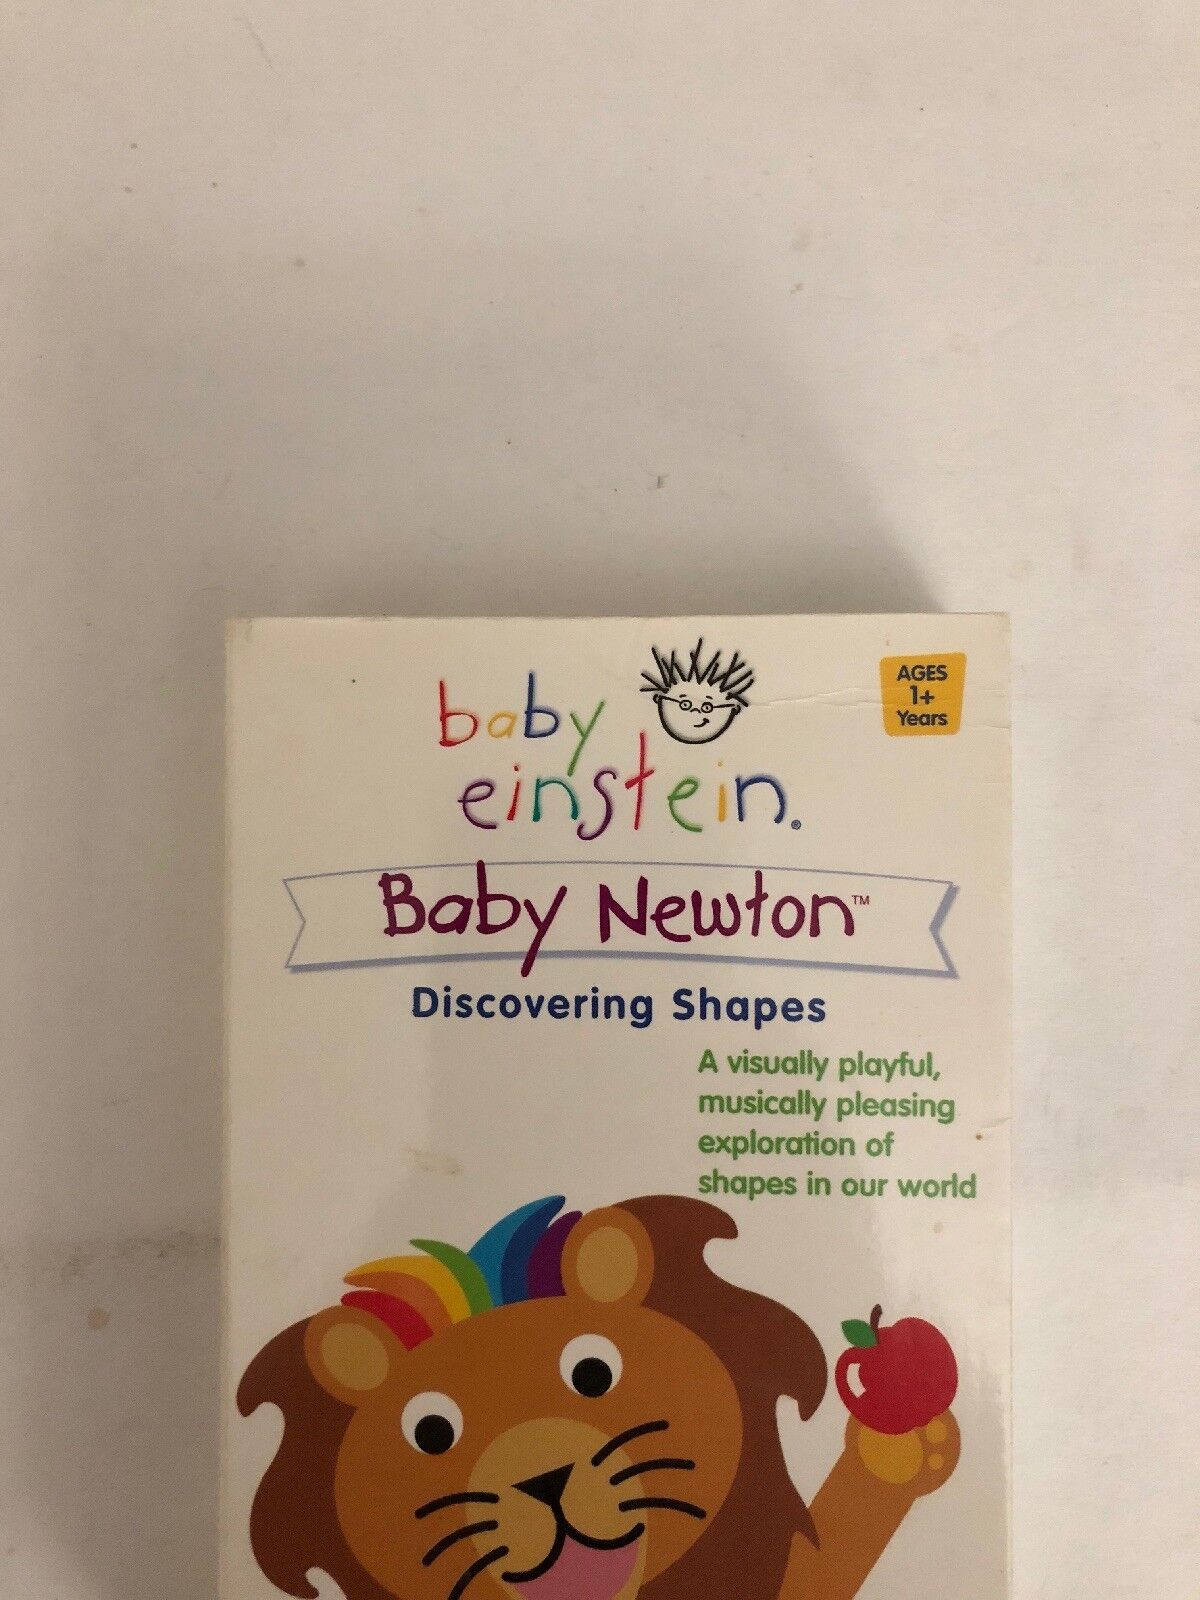 baby
einstein®
AGES
1+
Years
Baby Newton™
Discovering Shapes
A visually playful,
musically pleasing
exploration of
shapes in our world